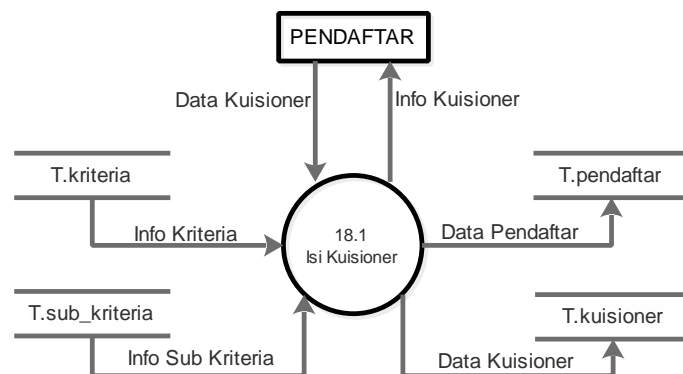 PENDAFTAR
Data Kuisioner
Info Kuisioner
T.kriteria
T.pendaftar
Info Kriteria
18.1
Isi Kuisioner
Data Pendaftar
T.sub_kriteria
T.kuisioner
Info Sub Kriteria
Data Kuisioner